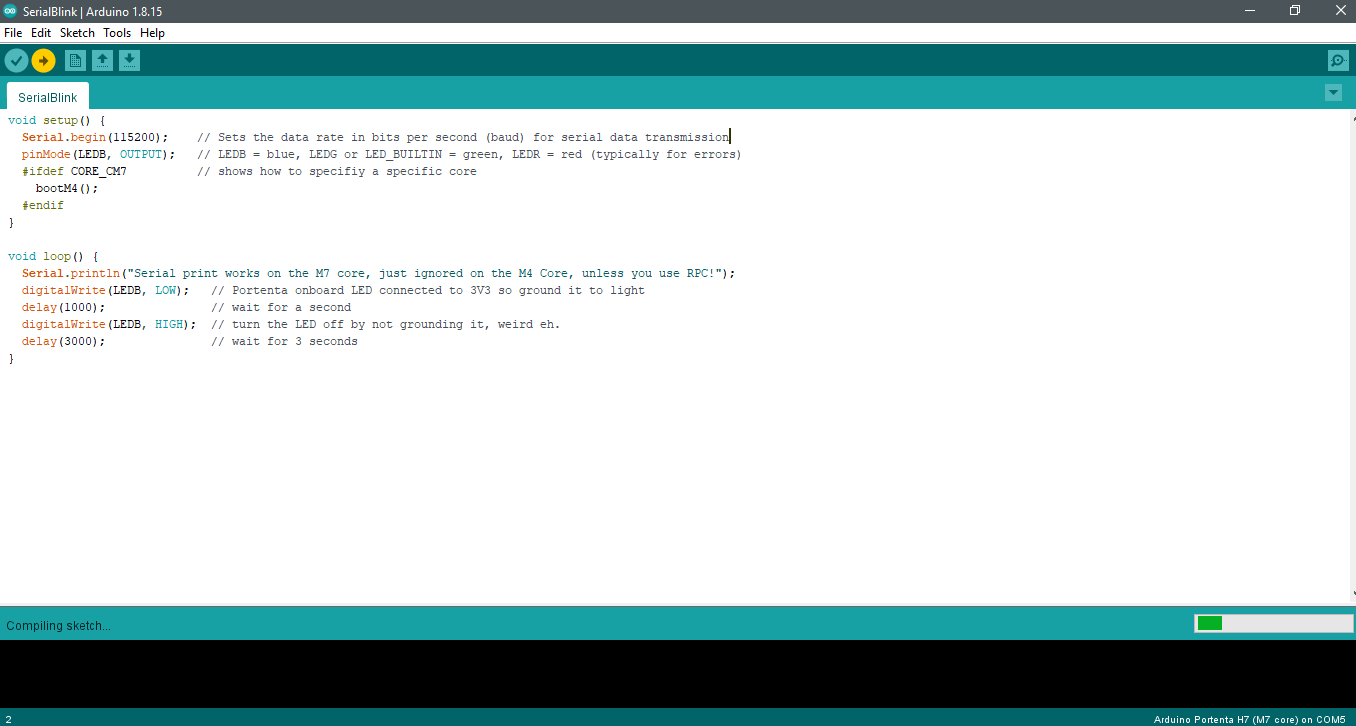 SerialBlink | Arduino 1.8.15
File Edit Sketch Tools Help
SerialBlink
void setup() {
  Serial.begin(115200);    // Sets the data rate in bits per second (baud) for serial data transmission
  pinMode(LEDB, OUTPUT);   // LEDB = blue, LEDG or LED_BUILTIN = green, LEDR = red (typically for errors)
  #ifdef CORE_CM7          // shows how to specifiy a specific core
    bootM4();
  #endif
}
void loop() {
  Serial.println("Serial print works on the M7 core, just ignored on the M4 Core, unless you use RPC!");
  digitalWrite(LEDB, LOW);   // Portenta onboard LED connected to 3V3 so ground it to light
  delay(1000);               // wait for a second
  digitalWrite(LEDB, HIGH);  // turn the LED off by not grounding it, weird eh.
  delay(3000);               // wait for 3 seconds
}
Compiling sketch...
2
Arduino Portenta H7 (M7 core) on COM5